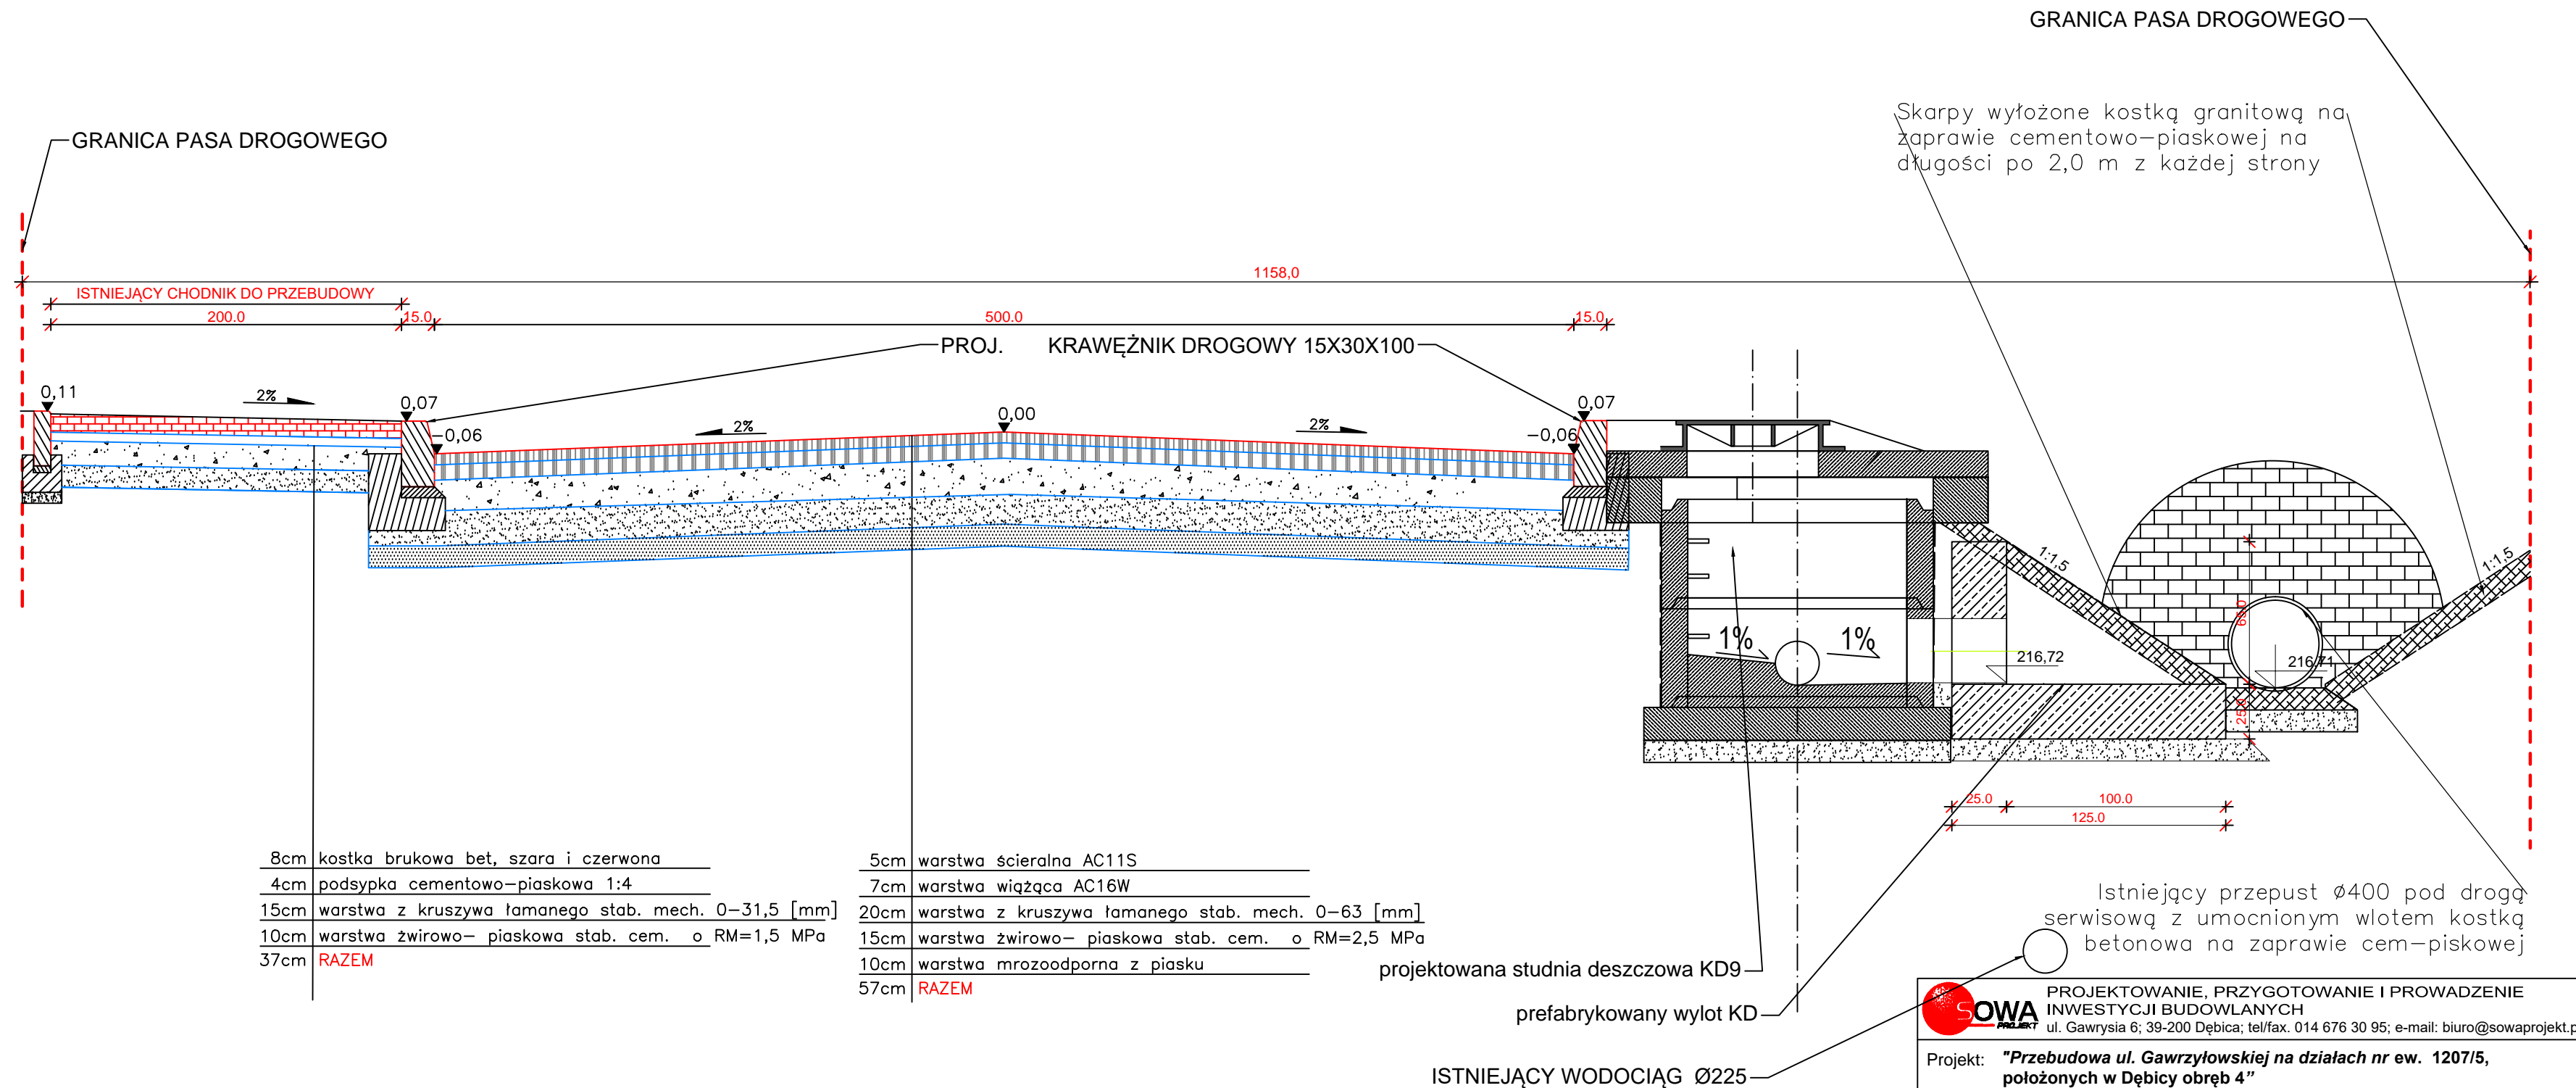 GRANICA PASA DROGOWEGO
GRANICA PASA DROGOWEGO
Skarpy wyłożone kostką granitową na
zaprawie cementowo-piaskowej na
długości po 2,0 m z każdej strony
1158,0
ISTNIEJĄCY CHODNIK DO PRZEBUDOWY
200.0
15.0
500.0
15.0
PROJ. KRAWĘŻNIK DROGOWY 15X30X100
0,11
2%
0,07
-0,06
2%
0,00
2%
-0,06
0,07
1:1,5
1:1,5
1%
1%
216,72
216,71
25.0
25.0
100.0
125.0
8cm kostka brukowa bet, szara i czerwona
4cm podsypka cementowo-piaskowa 1:4
15cm warstwa z kruszywa łamanego stab. mech. 0-31,5 [mm]
10cm warstwa żwirowo- piaskowa stab. cem. o RM=1,5 MPa
37cm RAZEM
5cm warstwa ścieralna AC11S
7cm warstwa wiążąca AC16W
20cm warstwa z kruszywa łamanego stab. mech. 0-63 [mm]
15cm warstwa żwirowo- piaskowa stab. cem. o RM=2,5 MPa
10cm warstwa mrozoodporna z piasku
57cm RAZEM
Istniejący przepust Ø400 pod drogą
serwisową z umocnionym wlotem kostką
betonowa na zaprawie cem-piskowej
projektowana studnia deszczowa KD9
prefabrykowany wylot KD
ISTNIEJĄCY WODOCIĄG Ø225
SOWA
PROJEKT
PROJEKTOWANIE, PRZYGOTOWANIE I PROWADZENIE
INWESTYCJI BUDOWLANYCH
ul. Gawrysia 6; 39-200 Dębica; tel/fax. 014 676 30 95; e-mail: biuro@sowaprojekt.p
Projekt: "Przebudowa ul. Gawrzyłowskiej na działach nr ew. 1207/5,
położonych w Dębicy obręb 4"